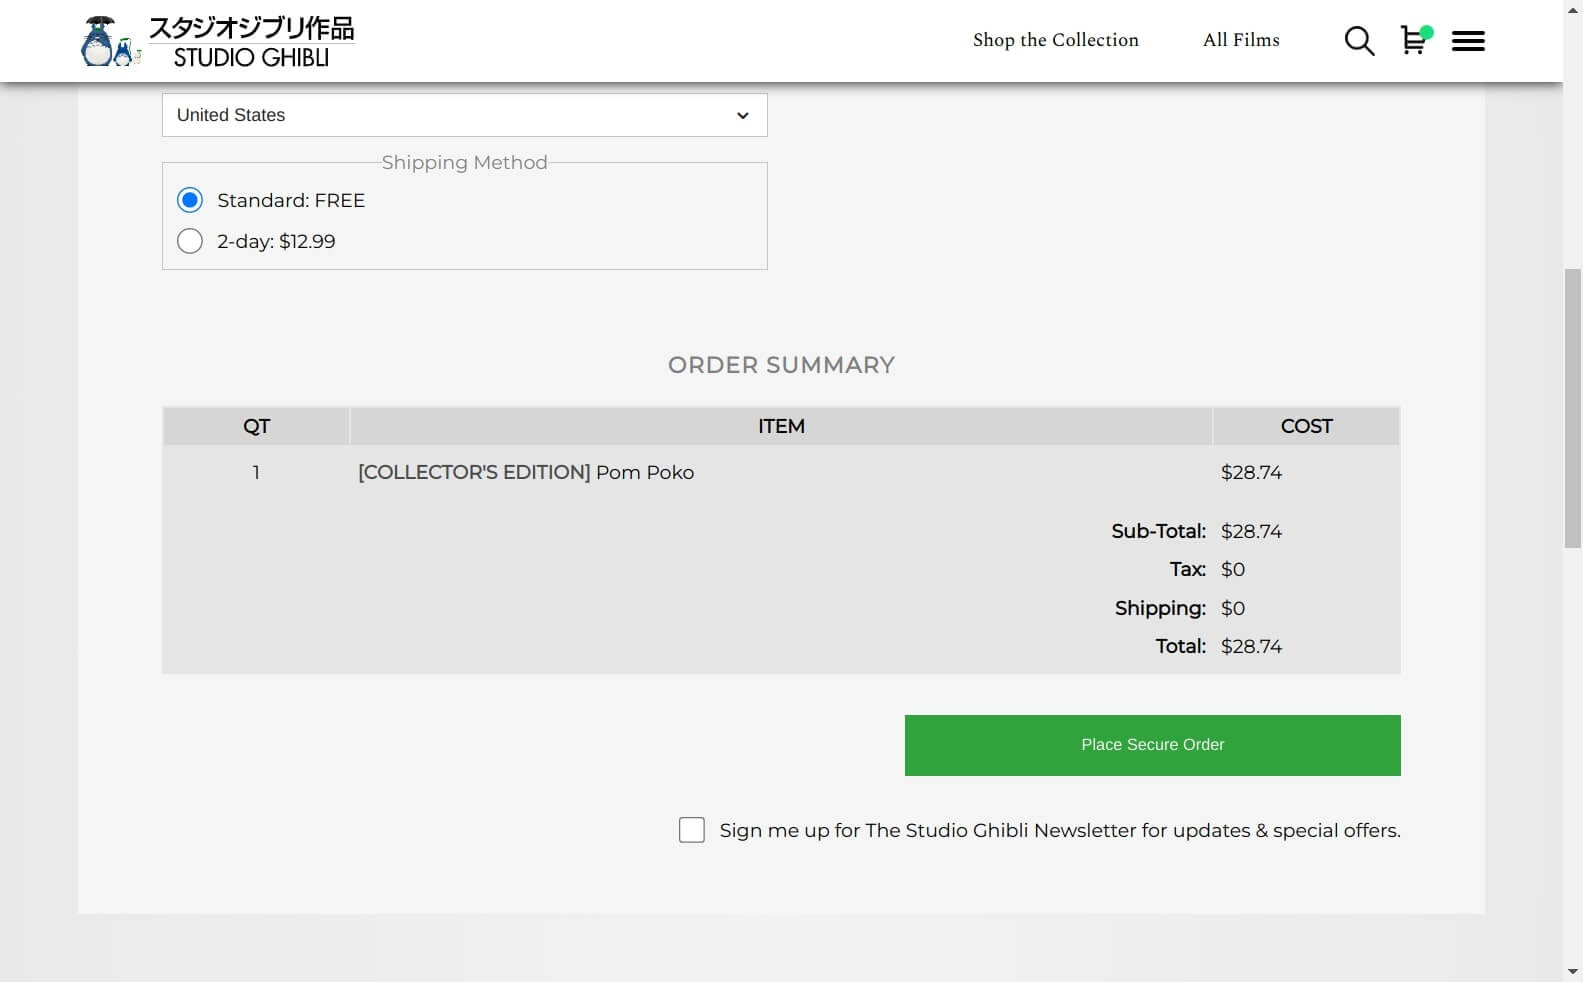 スタジオジブリ作品
STUDIO GHIBLI
Shop the Collection
All Films
United States
Shipping Method
Standard: FREE
2-day: $12.99
ORDER SUMMARY
QT ITEM COST
1 [COLLECTOR'S EDITION] Pom Poko $28.74
Sub-Total: $28.74
Tax: $0
Shipping: $0
Total: $28.74
Place Secure Order
Sign me up for The Studio Ghibli Newsletter for updates & special offers.